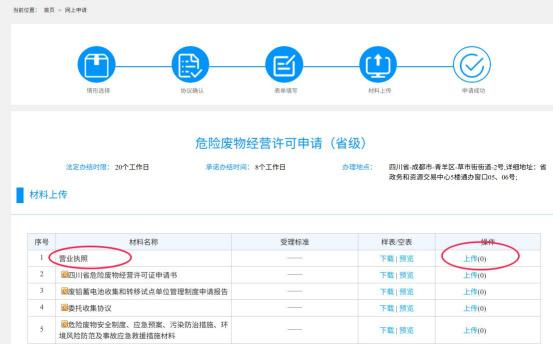 当前位置: 首页 » 网上申请
情形选择 协议确认 表单填写 材料上传 申请成功
危险废物经营许可申请（省级）
法定办结时限: 20个工作日 承诺办结时间: 8个工作日 办理地点: 四川省-成都市-青羊区-草市街街道-2号,详细地址: 省
政务和资源交易中心5楼通办窗口05、06号;
材料上传
序号 材料名称 受理标准 样表/空表 操作
1 营业执照 —— 下载 | 预览 上传(0)
2 四川省危险废物经营许可证申请书 —— 下载 | 预览 上传(0)
3 废铅蓄电池收集和转移试点单位管理制度申请报告 —— 下载 | 预览 上传(0)
4 委托收集协议 —— 下载 | 预览 上传(0)
5 危险废物安全制度、应急预案、污染防治措施、环
境风险防范及事故应急救援措施材料 —— 下载 | 预览 上传(0)